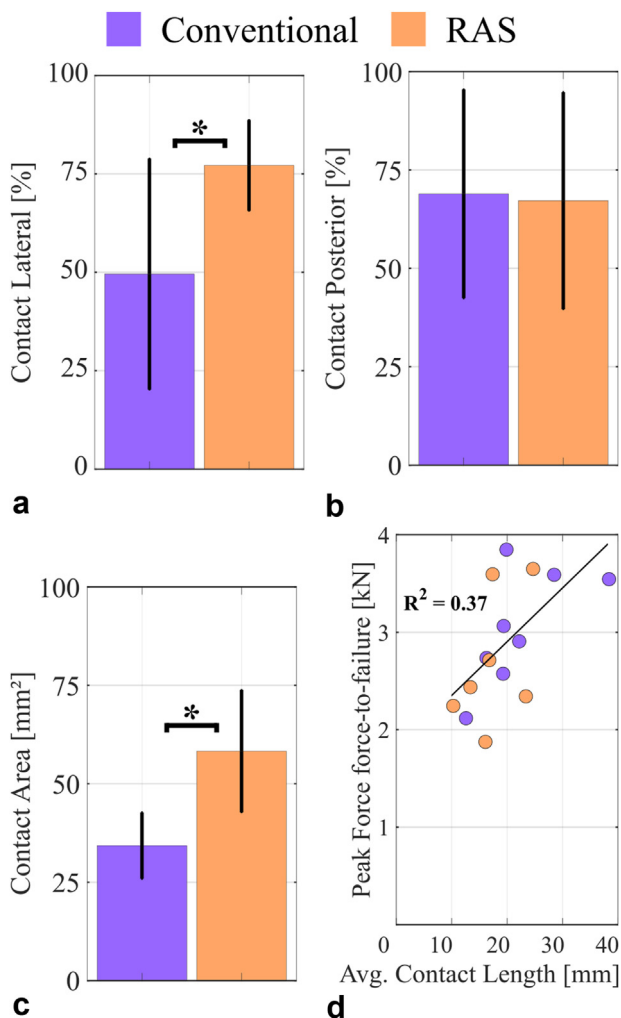 Conventional RAS
Contact Lateral [%]
100
75
50
25
0
*
a
Contact Posterior [%]
100
75
50
25
0
b
Contact Area [mm²]
100
75
50
25
0
*
c
Peak Force force-to-failure [kN]
4
3
2
1
R² = 0.37
0 10 20 30 40
Avg. Contact Length [mm]
d